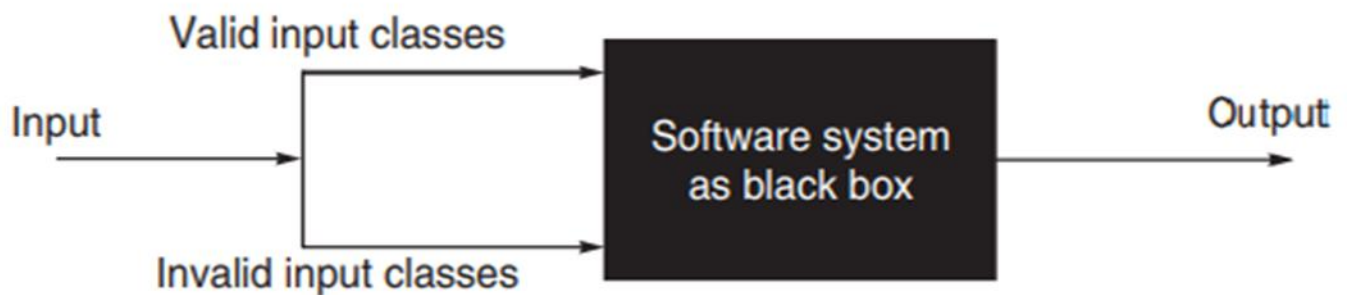 Valid input classes
Input
Software system
as black box
Output
Invalid input classes